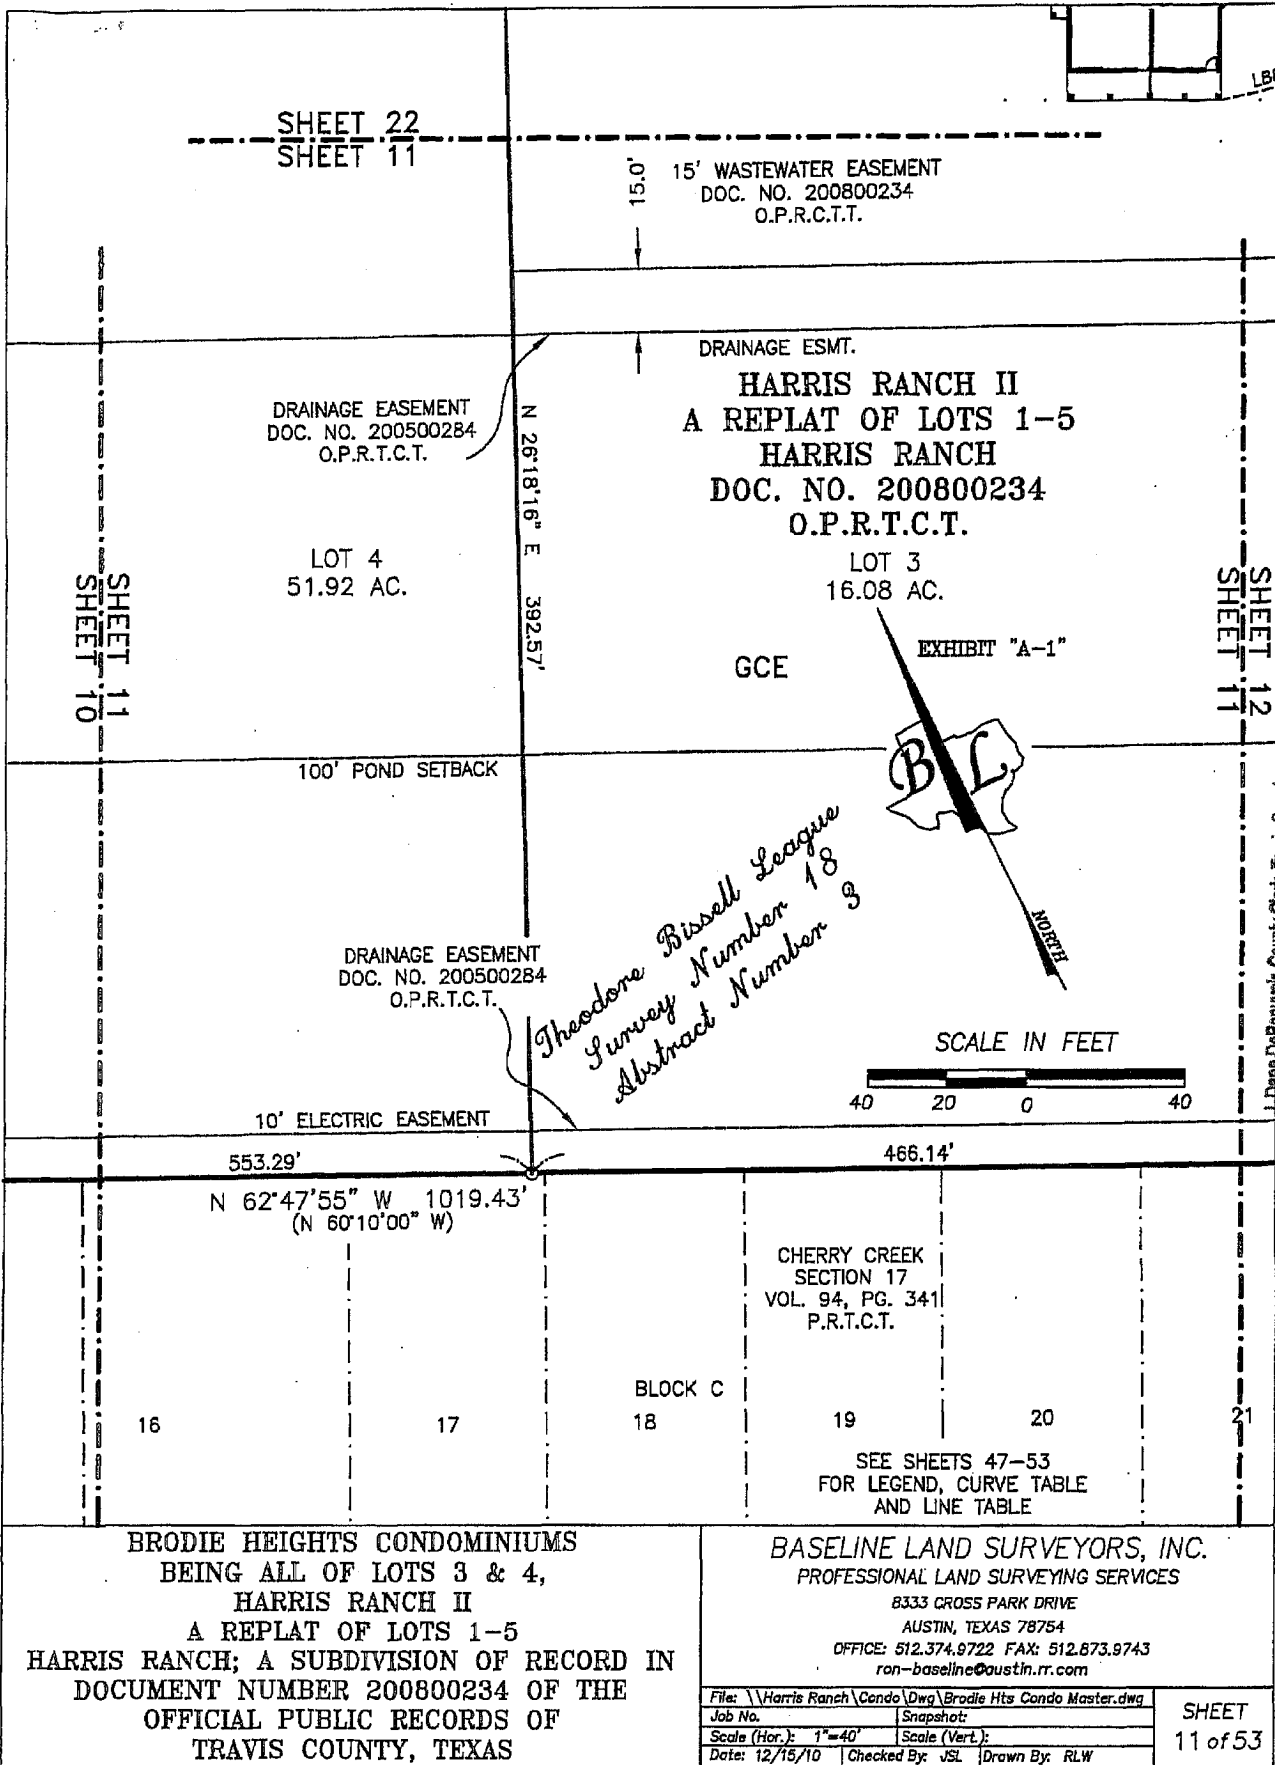 LB
SHEET 22
SHEET 11
15.0'
15' WASTEWATER EASEMENT
DOC. NO. 200800234
O.P.R.C.T.T.
DRAINAGE ESMT.
HARRIS RANCH II
A REPLAT OF LOTS 1-5
HARRIS RANCH
DOC. NO. 200800234
O.P.R.T.C.T.
DRAINAGE EASEMENT
DOC. NO. 200500284
O.P.R.T.C.T.
N 26°18'16" E 392.57'
LOT 4
51.92 AC.
LOT 3
16.08 AC.
SHEET 11
SHEET 10
SHEET 12
SHEET 11
GCE
EXHIBIT "A-1"
B L
NORTH
100' POND SETBACK
Theodore Bissell League
Survey Number 18
Abstract Number 3
DRAINAGE EASEMENT
DOC. NO. 200500284
O.P.R.T.C.T.
SCALE IN FEET
40 20 0 40
10' ELECTRIC EASEMENT
553.29'
466.14'
N 62°47'55" W 1019.43'
(N 60°10'00" W)
CHERRY CREEK
SECTION 17
VOL. 94, PG. 341
P.R.T.C.T.
BLOCK C
16 17 18 19 20 21
SEE SHEETS 47-53
FOR LEGEND, CURVE TABLE
AND LINE TABLE
BRODIE HEIGHTS CONDOMINIUMS
BEING ALL OF LOTS 3 & 4,
HARRIS RANCH II
A REPLAT OF LOTS 1-5
HARRIS RANCH; A SUBDIVISION OF RECORD IN
DOCUMENT NUMBER 200800234 OF THE
OFFICIAL PUBLIC RECORDS OF
TRAVIS COUNTY, TEXAS
BASELINE LAND SURVEYORS, INC.
PROFESSIONAL LAND SURVEYING SERVICES
8333 CROSS PARK DRIVE
AUSTIN, TEXAS 78754
OFFICE: 512.374.9722 FAX: 512.873.9743
ron-baseline@austin.rr.com
File: \\Harris Ranch\Condo\Dwg\Brodie Hts Condo Master.dwg
Job No. Snapshot:
Scale (Hor.): 1"=40' Scale (Vert.):
Date: 12/15/10 Checked By: JSL Drawn By: RLW
SHEET
11 of 53